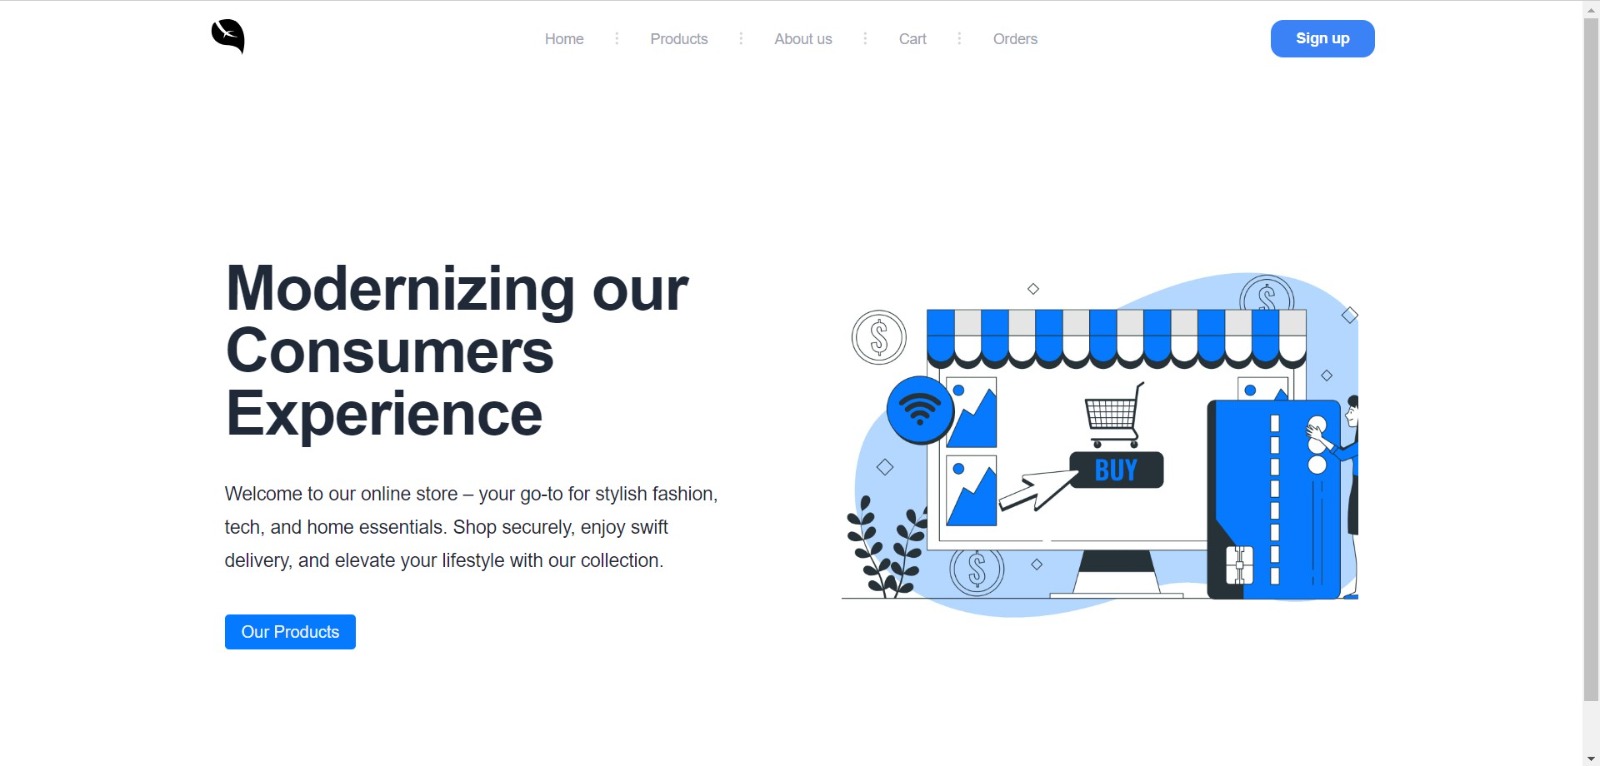 Home
Products
About us
Cart
Orders
Sign up
Modernizing our
Consumers
Experience
Welcome to our online store – your go-to for stylish fashion,
tech, and home essentials. Shop securely, enjoy swift
delivery, and elevate your lifestyle with our collection.
Our Products
$
$
$
BUY